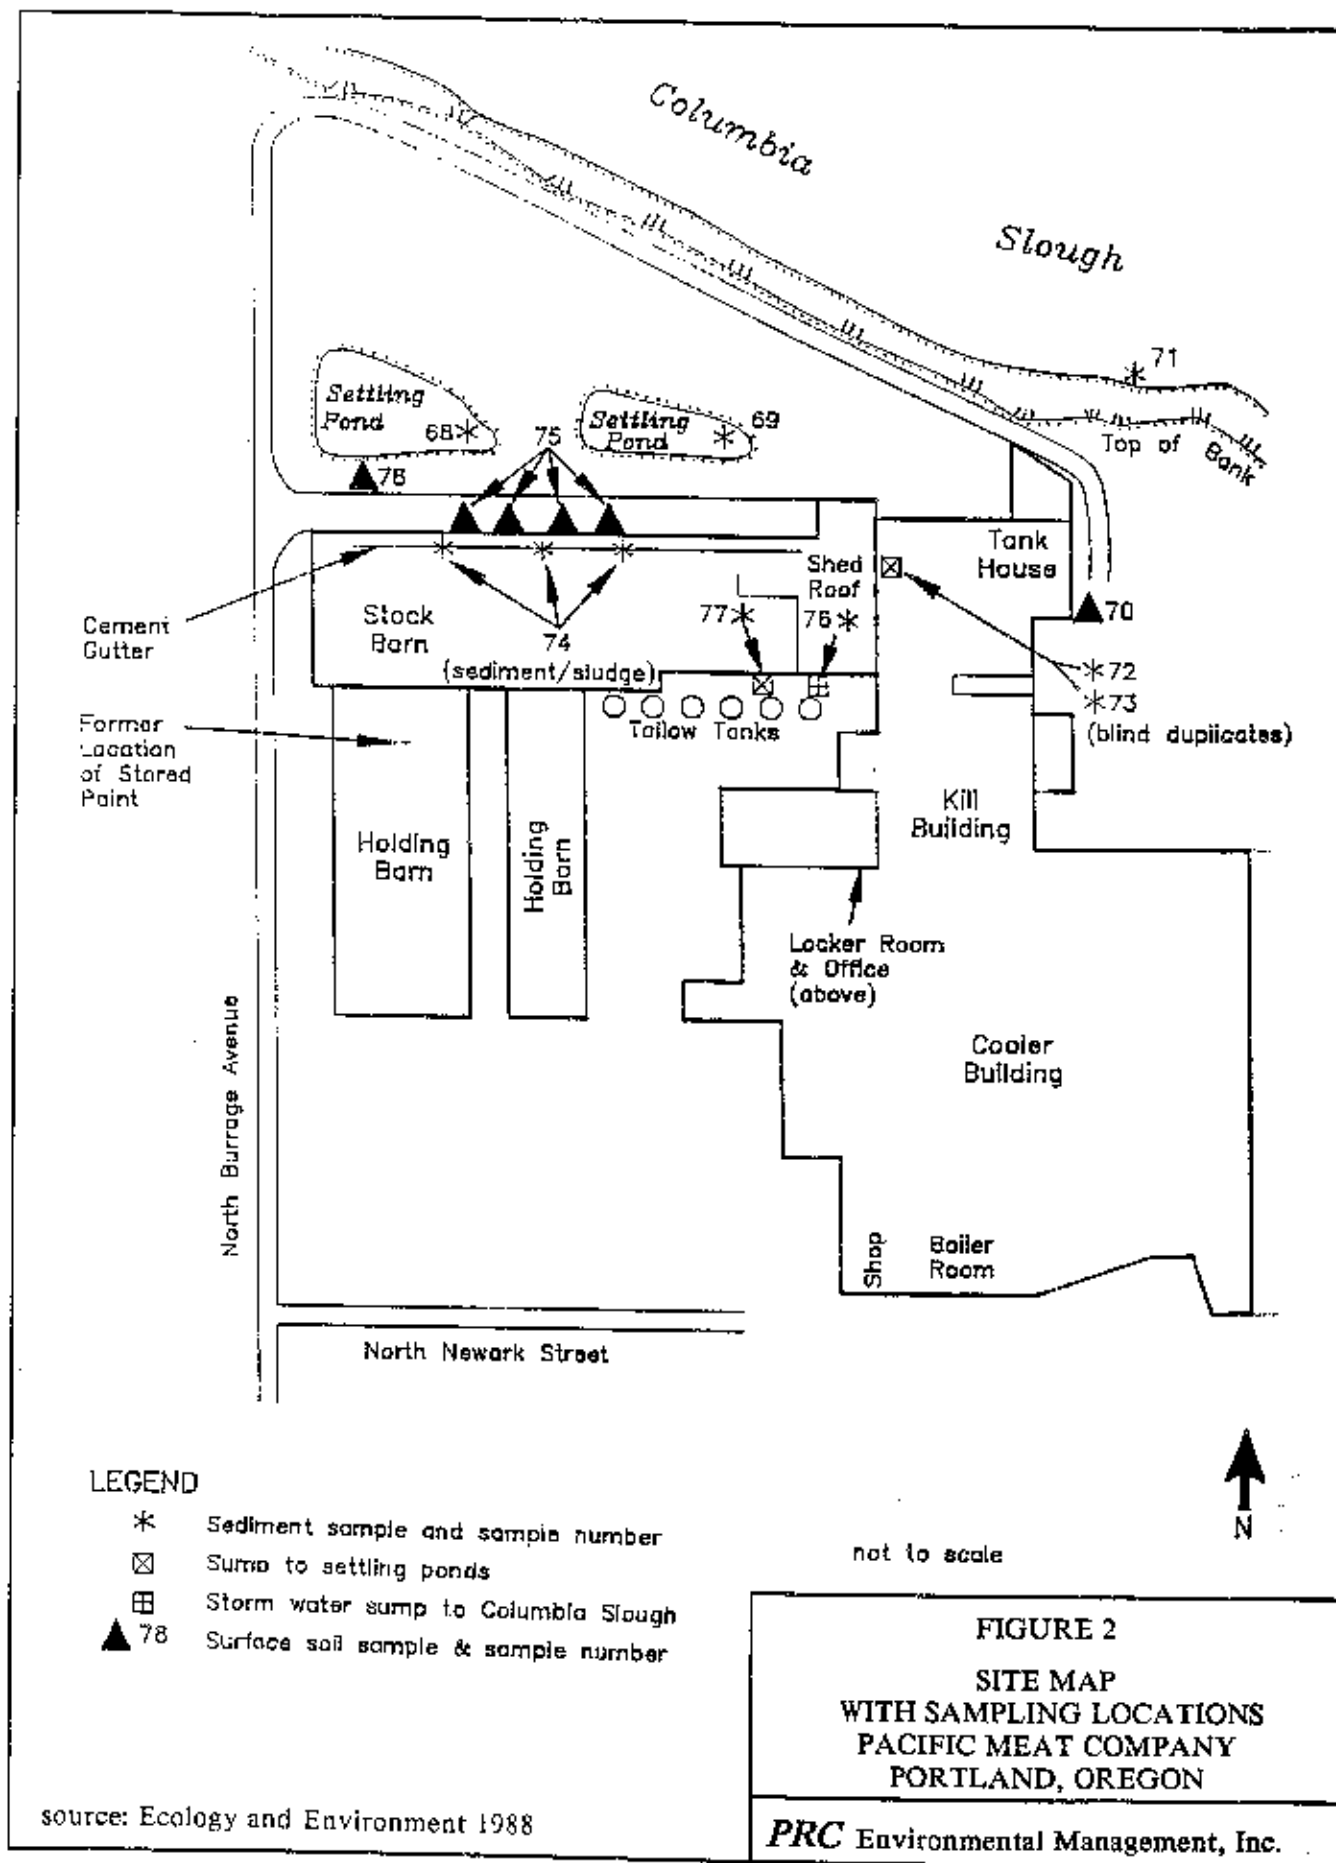 Columbia
Slough
71
Top of Bank
Settling
Pond
68
Settling
Pond
69
75
78
Tank
House
Shed
Roof
70
Cement
Gutter
Stock
Barn
74
(sediment/sludge)
77
76
72
73
(blind duplicates)
Tallow Tanks
Former
Location
of Stored
Paint
Holding
Barn
Holding
Barn
Kill
Building
Locker Room
& Office
(above)
Cooler
Building
North Burrage Avenue
Shop
Boiler
Room
North Newark Street
LEGEND
Sediment sample and sample number
Sump to settling ponds
Storm water sump to Columbia Slough
78 Surface soil sample & sample number
N
not to scale
FIGURE 2
SITE MAP
WITH SAMPLING LOCATIONS
PACIFIC MEAT COMPANY
PORTLAND, OREGON
source: Ecology and Environment 1988
PRC Environmental Management, Inc.